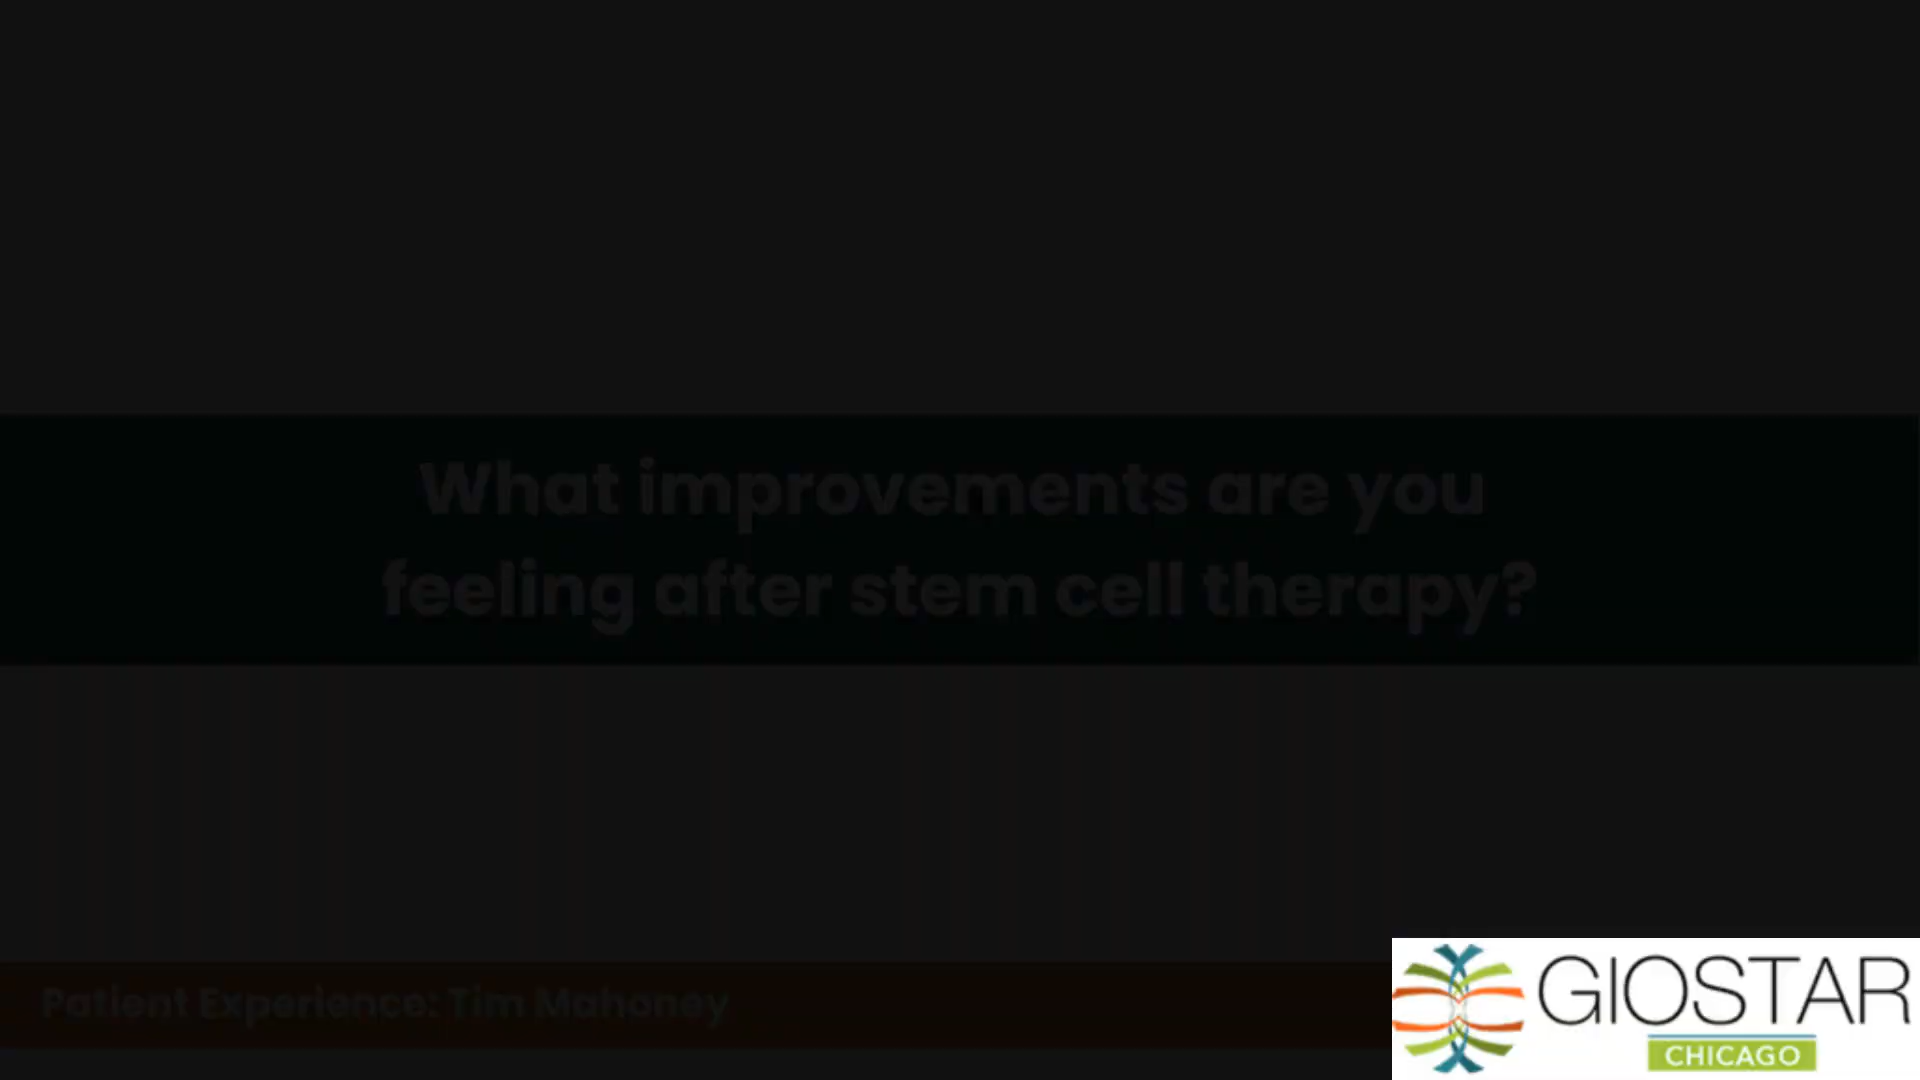 What improvements are you
feeling after stem cell therapy?
Patient Experience: Tim Mahoney
GIOSTAR
CHICAGO